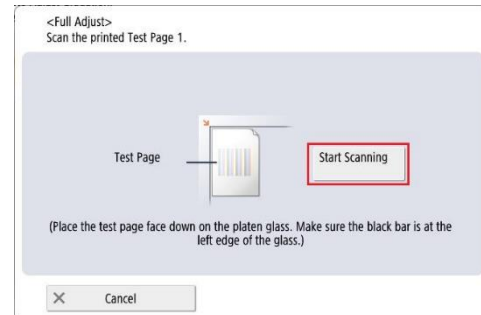 <Full Adjust>
Scan the printed Test Page 1.
Test Page
Start Scanning
(Place the test page face down on the platen glass. Make sure the black bar is at the
left edge of the glass.)
Cancel